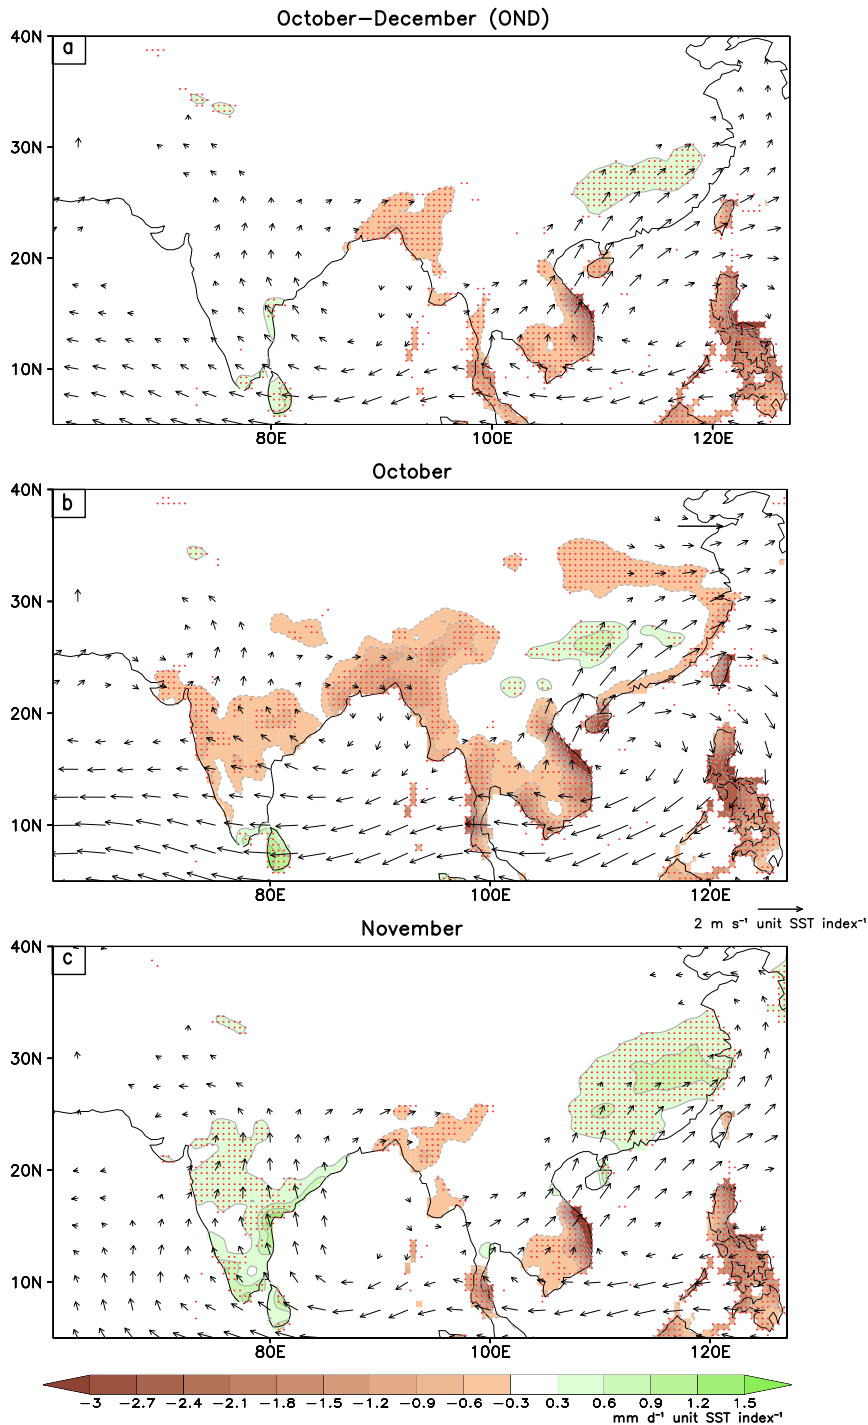 October–December (OND)
a
40N
30N
20N
10N
80E
100E
120E
October
b
40N
30N
20N
10N
80E
100E
120E
2 m s⁻¹ unit SST index⁻¹
November
c
40N
30N
20N
10N
80E
100E
120E
−3 −2.7 −2.4 −2.1 −1.8 −1.5 −1.2 −0.9 −0.6 −0.3 0.3 0.6 0.9 1.2 1.5
mm d⁻¹ unit SST index⁻¹